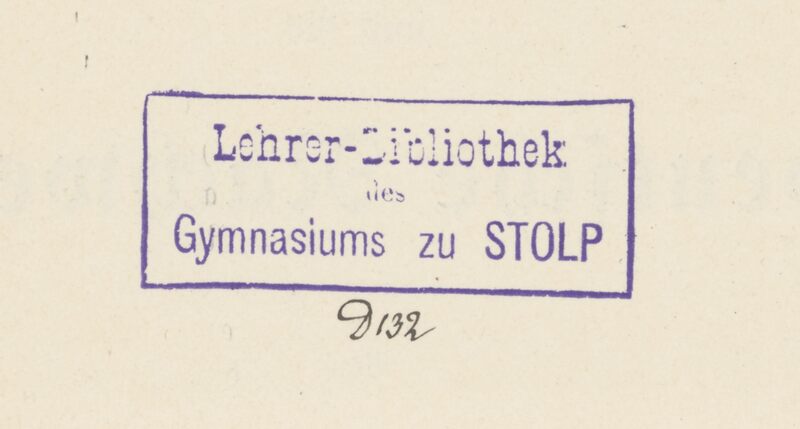 Lehrer-Bibliothek
des
Gymnasiums zu STOLP
D132